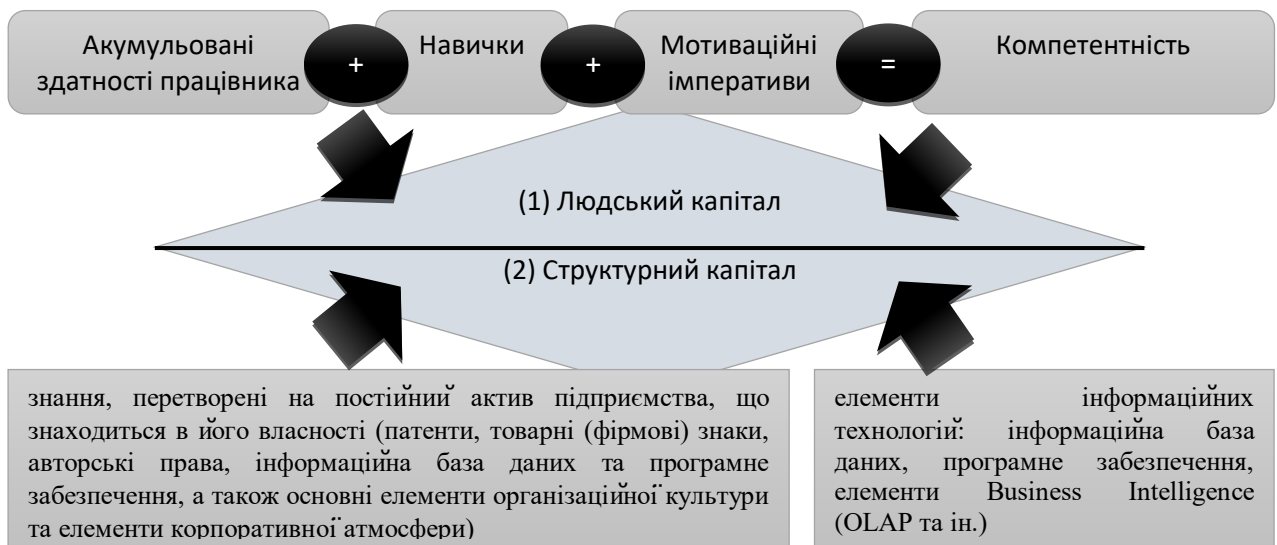 Акумульовані
здатності працівника
+
Навички
+
Мотиваційні
імперативи
=
Компетентність
(1) Людський капітал
(2) Структурний капітал
знання, перетворені на постійний актив підприємства, що
знаходиться в його власності (патенти, товарні (фірмові) знаки,
авторські права, інформаційна база даних та програмне
забезпечення, а також основні елементи організаційної культури
та елементи корпоративної атмосфери)
елементи інформаційних
технологій: інформаційна база
даних, програмне забезпечення,
елементи Business Intelligence
(OLAP та ін.)